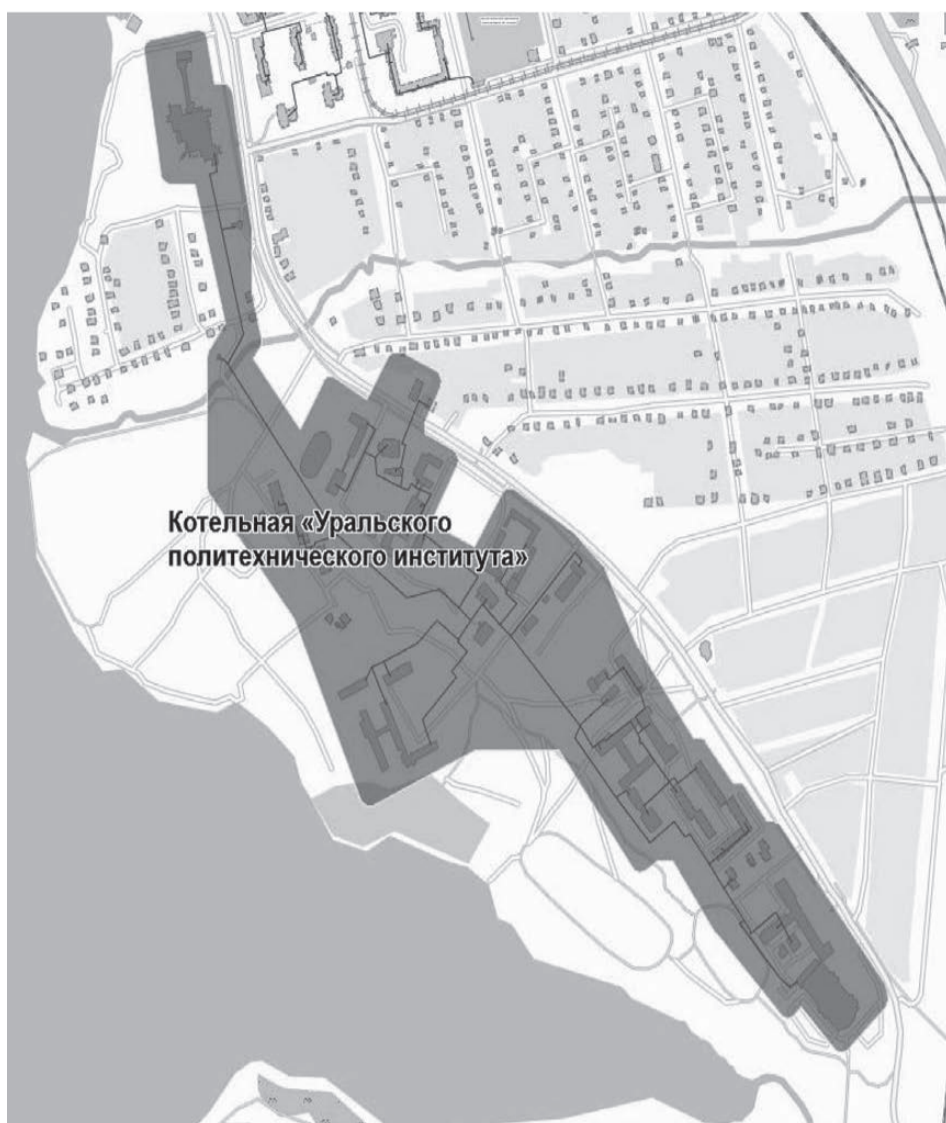 Котельная «Уральского
политехнического института»